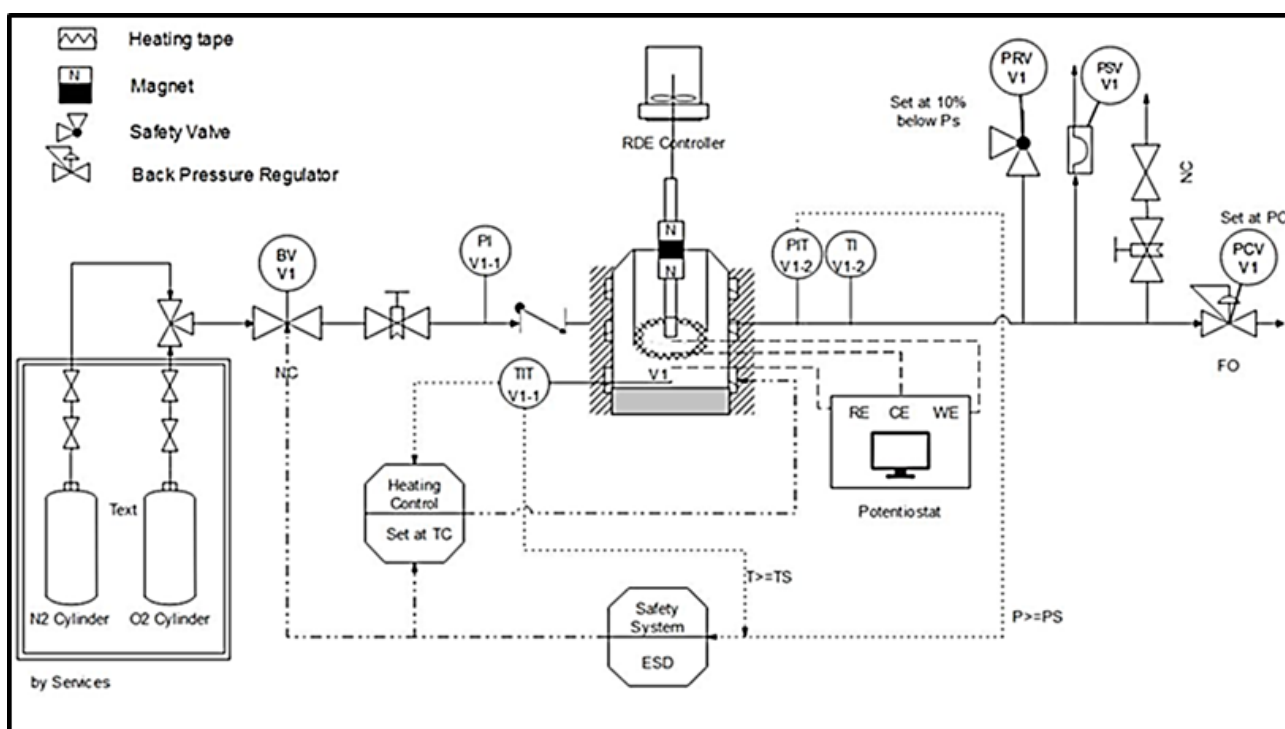 Heating tape
N
Magnet
Safety Valve
Back Pressure Regulator
RDE Controller
PRV
V1
PSV
V1
Set at 10%
below Ps
NC
Set at PC
PCV
V1
FO
BV
V1
NC
PI
V1-1
N
N
PIT
V1-2
TI
V1-2
TIT
V1-1
V1
RE CE WE
Potentiostat
Heating
Control
Set at TC
Text
N2 Cylinder
O2 Cylinder
by Services
T>=TS
Safety
System
ESD
P>=PS